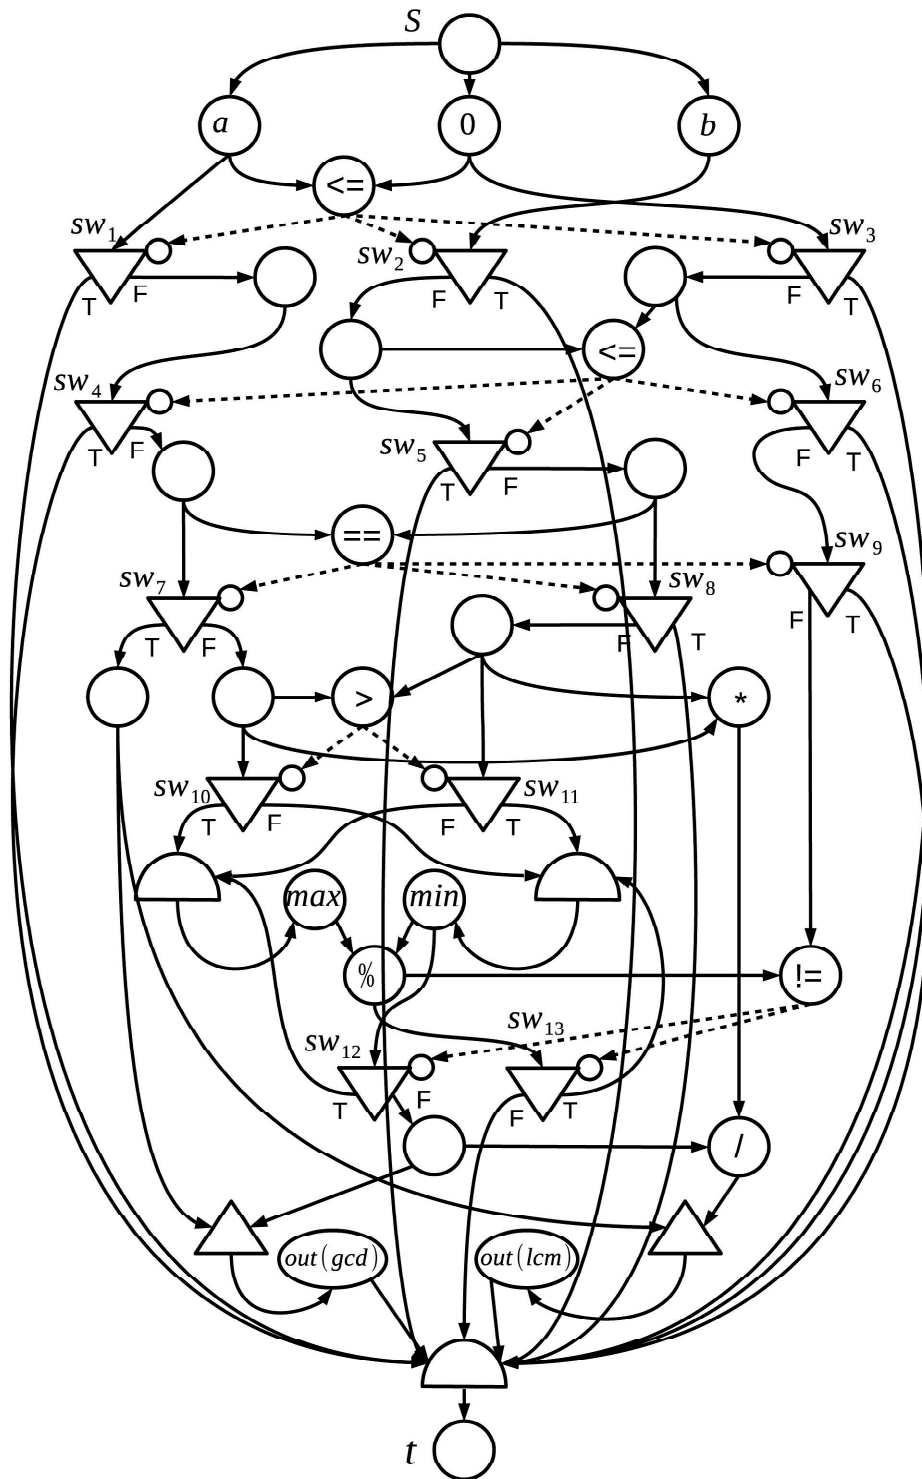 S
a 0 b
<=
sw1 sw2 sw3
T F F T F T
<=
sw4 sw5 sw6
T F T F F T
==
sw7 sw8 sw9
T F F T F T
> *
sw10 sw11
T F F T
max min
% !=
sw12 sw13
T F F T
/
out(gcd) out(lcm)
t